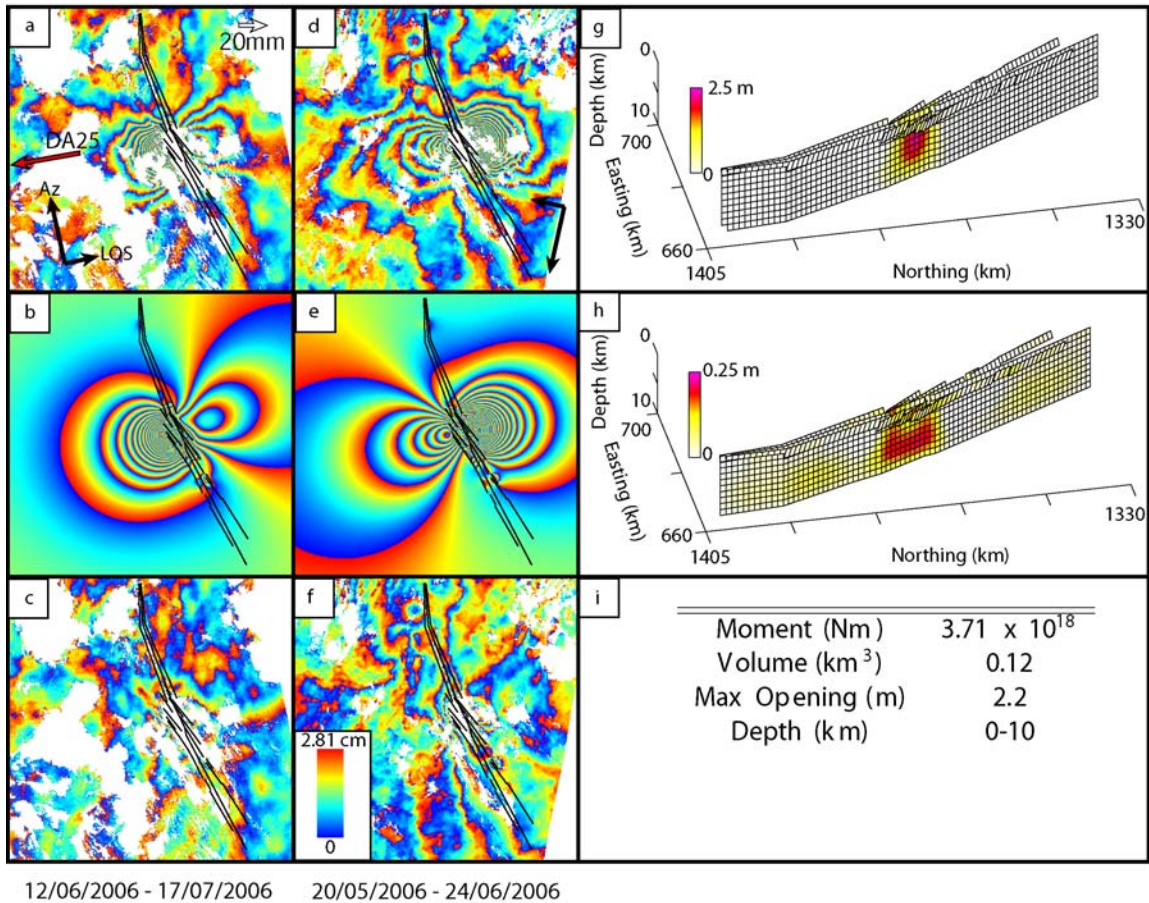 a
20mm
DA25
Az
LOS
d
g
Depth (km)
0
10
2.5 m
0
700
Easting (km)
660
1405
Northing (km)
1330
b
e
h
Depth (km)
0
10
0.25 m
0
700
Easting (km)
660
1405
Northing (km)
1330
c
f
2.81 cm
0
i
Moment (Nm) 3.71 x 10^18
Volume (km^3) 0.12
Max Opening (m) 2.2
Depth (km) 0-10
12/06/2006 - 17/07/2006
20/05/2006 - 24/06/2006